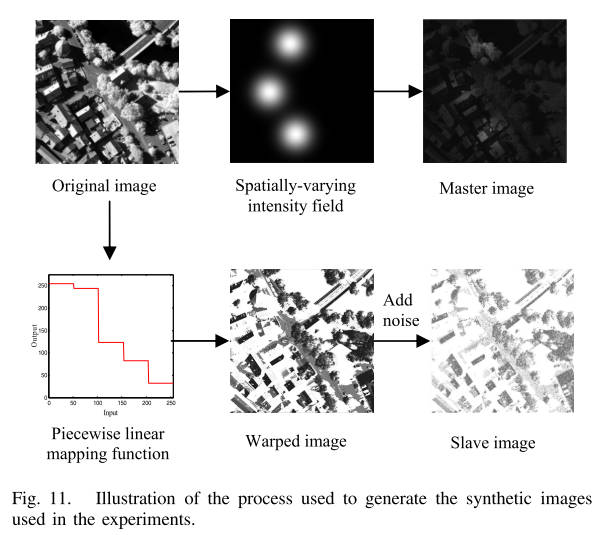 Original image
Spatially-varying
intensity field
Master image
250
200
150
100
50
0
Output
0 50 100 150 200 250
Input
Add
noise
Piecewise linear
mapping function
Warped image
Slave image
Fig. 11. Illustration of the process used to generate the synthetic images
used in the experiments.